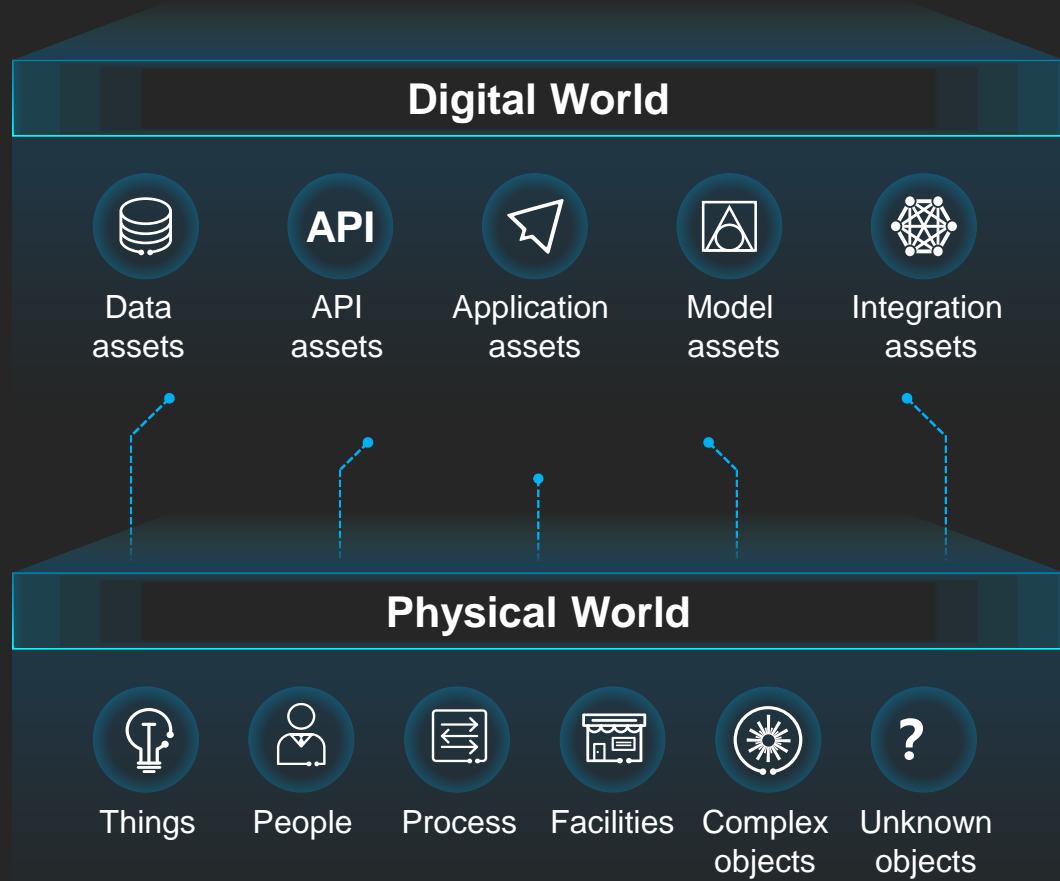 Digital World
API
Data
assets
API
assets
Application
assets
Model
assets
Integration
assets
Physical World
?
Things
People
Process
Facilities
Complex
objects
Unknown
objects